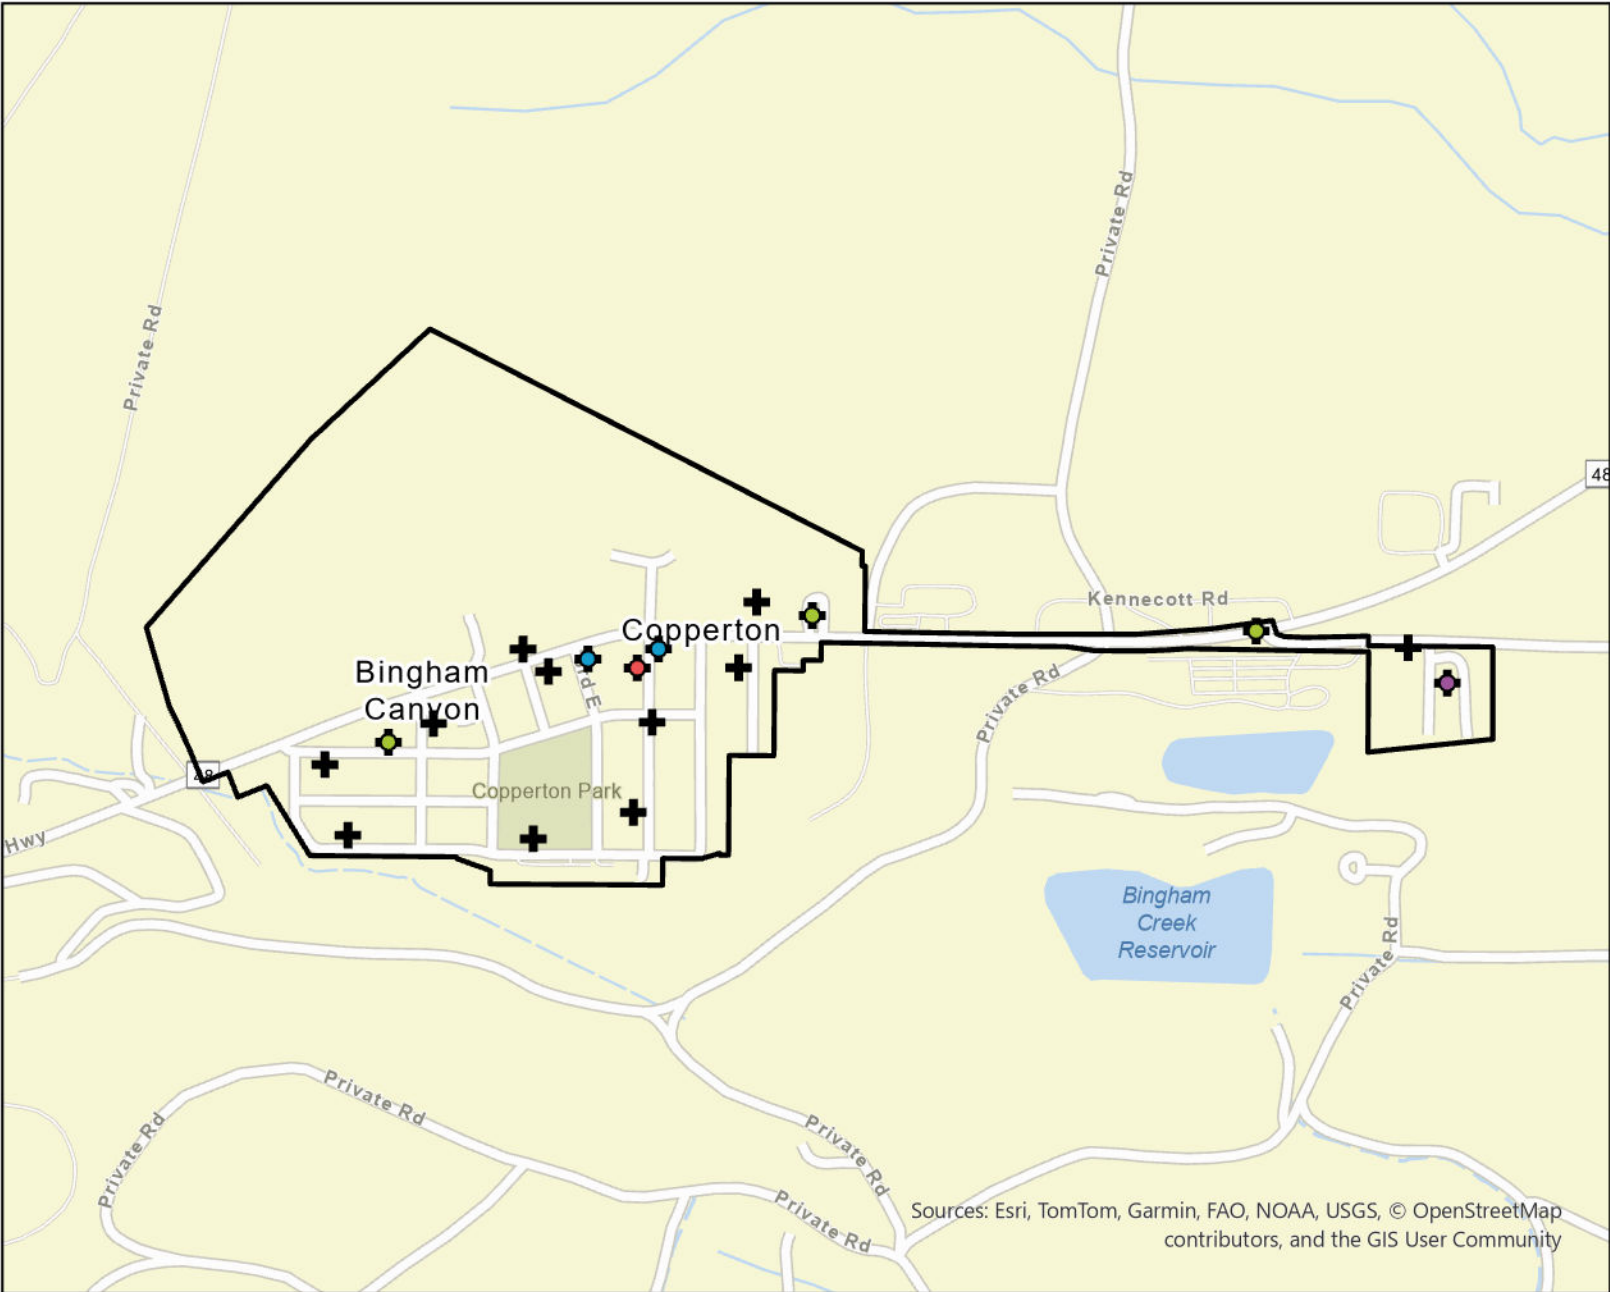 Private Rd
Private Rd
48
Kennecott Rd
Copperton
Bingham
Canyon
rd E
Private Rd
48
Copperton Park
Hwy
Bingham
Creek
Reservoir
Private Rd
Private Rd
Private Rd
Private Rd
Private Rd
Sources: Esri, TomTom, Garmin, FAO, NOAA, USGS, © OpenStreetMap
contributors, and the GIS User Community